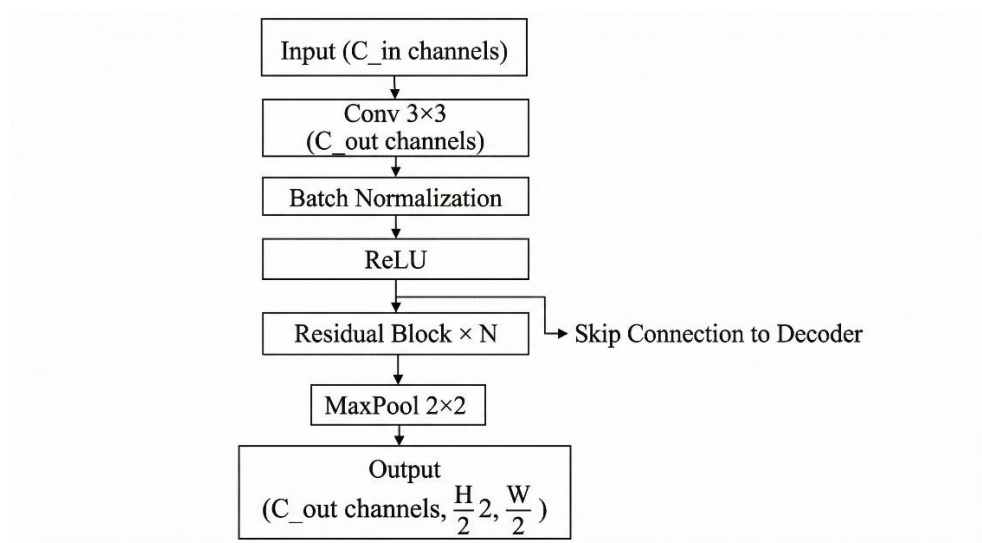 Input (C_in channels)
Conv 3×3
(C_out channels)
Batch Normalization
ReLU
Residual Block × N
Skip Connection to Decoder
MaxPool 2×2
Output
(C_out channels, H/2 2, W/2 )